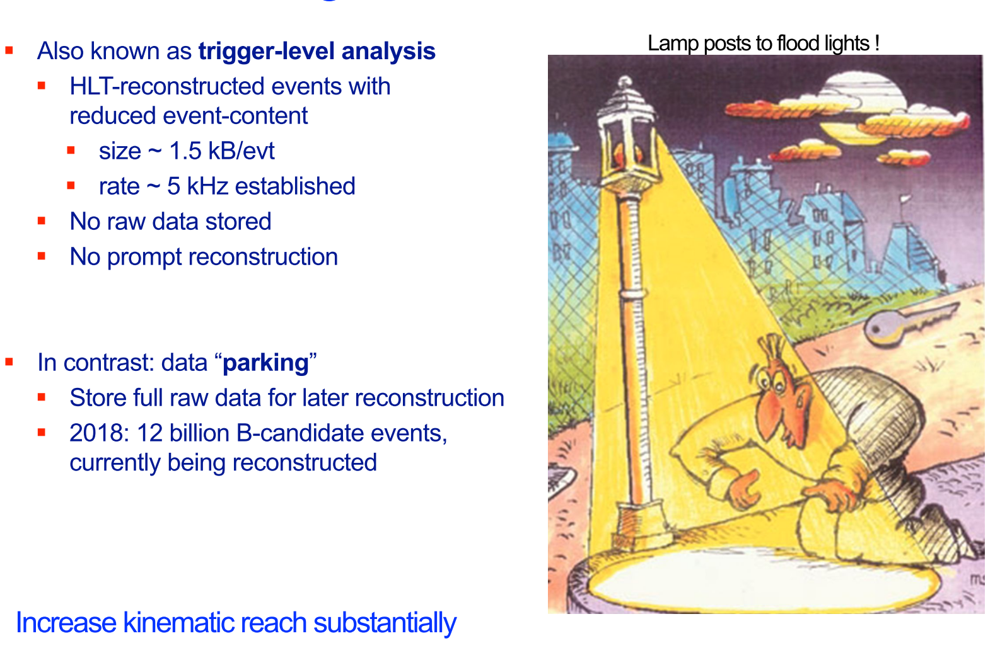 Also known as trigger-level analysis
HLT-reconstructed events with
reduced event-content
size ~ 1.5 kB/evt
rate ~ 5 kHz established
No raw data stored
No prompt reconstruction
In contrast: data “parking”
Store full raw data for later reconstruction
2018: 12 billion B-candidate events,
currently being reconstructed
Increase kinematic reach substantially
Lamp posts to flood lights !